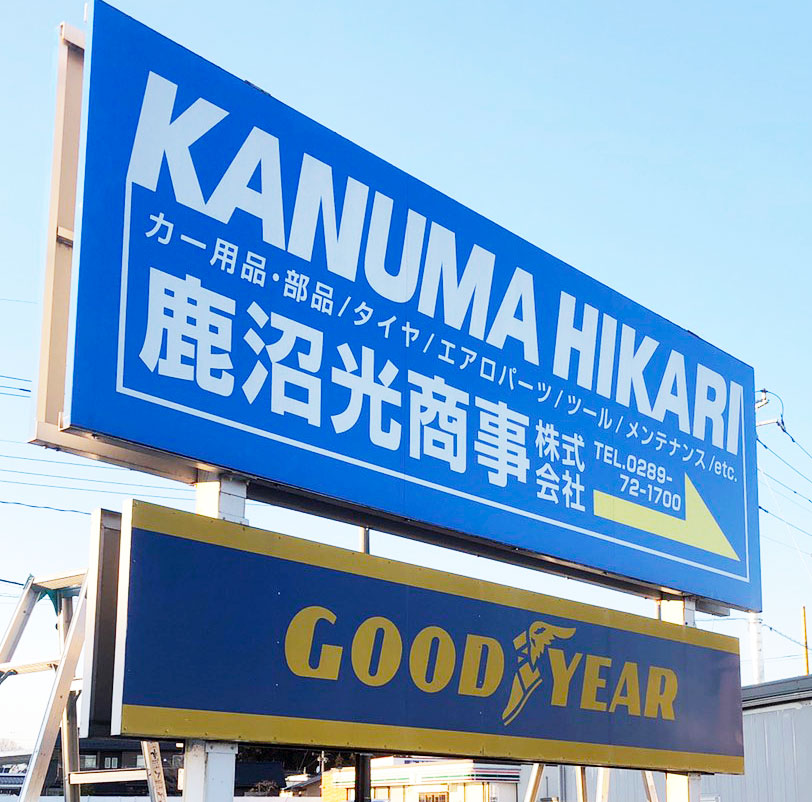 KANUMA HIKARI
カー用品・部品/タイヤ/エアロパーツ/ツール/メンテナンス/etc.
鹿沼光商事株式会社
TEL.0289-
72-1700
GOOD YEAR